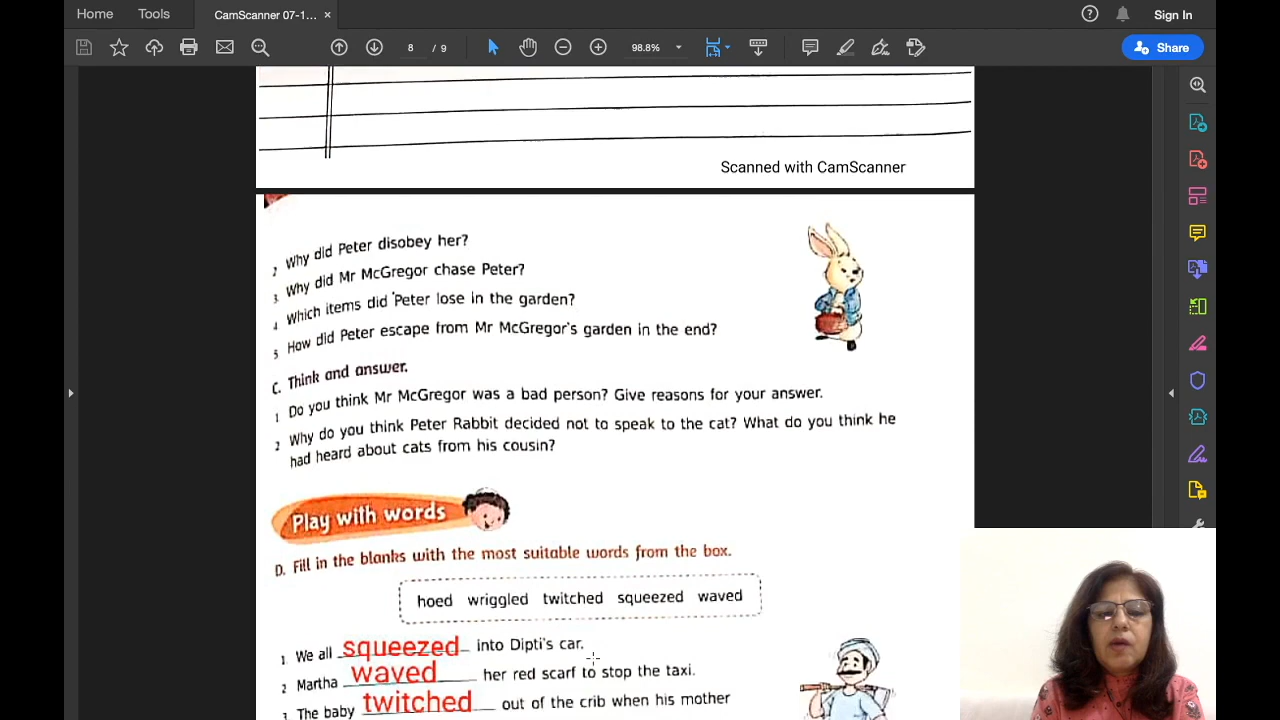 Home Tools CamScanner 07-1... ×
Sign In
8 / 9 98.8% Share
Scanned with CamScanner
2 Why did Peter disobey her?
3 Why did Mr McGregor chase Peter?
4 Which items did Peter lose in the garden?
5 How did Peter escape from Mr McGregor's garden in the end?
C. Think and answer.
1 Do you think Mr McGregor was a bad person? Give reasons for your answer.
2 Why do you think Peter Rabbit decided not to speak to the cat? What do you think he
had heard about cats from his cousin?
Play with words
D. Fill in the blanks with the most suitable words from the box.
hoed wriggled twitched squeezed waved
1. We all squeezed into Dipti's car.
2 Martha waved her red scarf to stop the taxi.
3 The baby twitched out of the crib when his mother